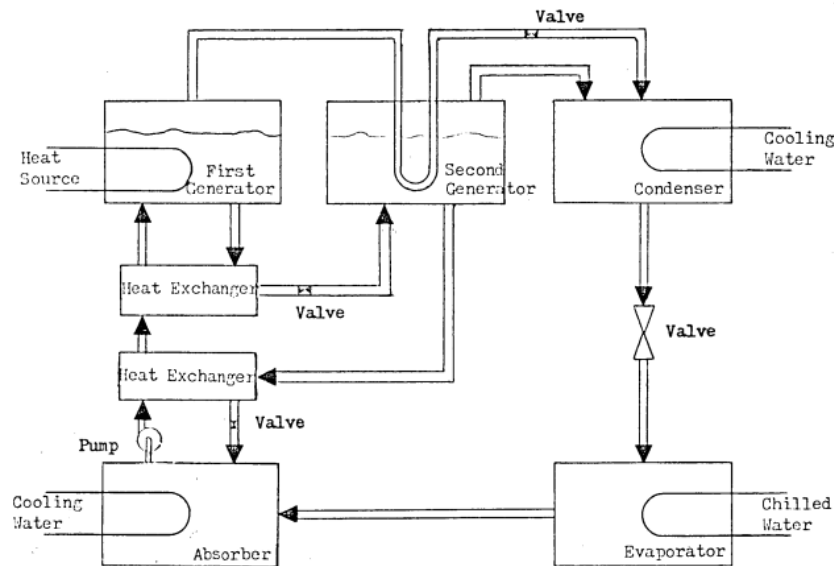 Valve
Heat
Source
First
Generator
Second
Generator
Condenser
Cooling
Water
Heat Exchanger
Valve
Valve
Heat Exchanger
Valve
Pump
Cooling
Water
Absorber
Evaporator
Chilled
Water